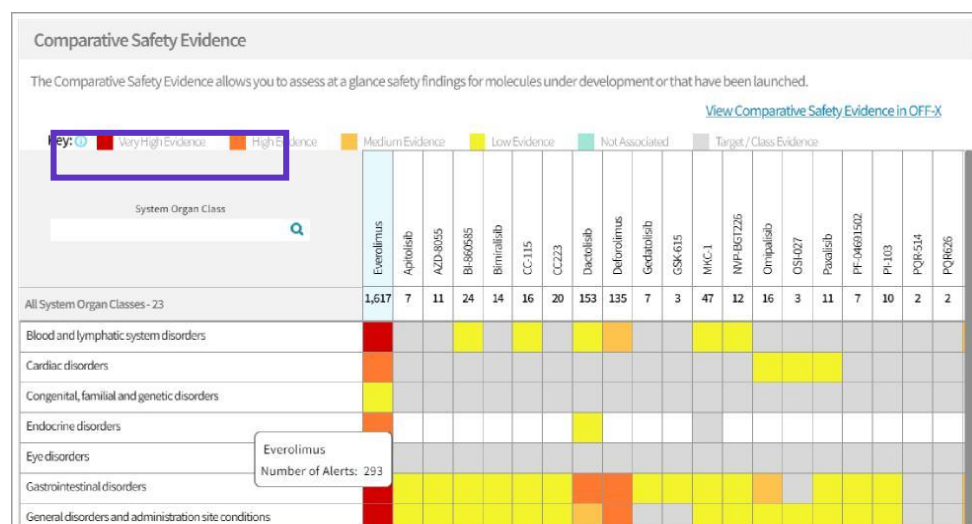 Comparative Safety Evidence
The Comparative Safety Evidence allows you to assess at a glance safety findings for molecules under development or that have been launched.
View Comparative Safety Evidence in OFF-X
Key: Very High Evidence High Evidence Medium Evidence Low Evidence Not Associated Target / Class Evidence
System Organ Class
Everolimus Apitolisib AZD-8055 BI-860585 Bimiralisib CC-115 CC223 Dactolisib Deforolimus Gedatolisib GSK-615 MKC-1 NVP-BGT226 Omipalisib OSI-027 Paxalisib PF-04691502 PI-103 PQR-514 PQR626
All System Organ Classes - 23 1,617 7 11 24 14 16 20 153 135 7 3 47 12 16 3 11 7 10 2 2
Blood and lymphatic system disorders
Cardiac disorders
Congenital, familial and genetic disorders
Endocrine disorders
Eye disorders
Everolimus
Number of Alerts: 293
Gastrointestinal disorders
General disorders and administration site conditions